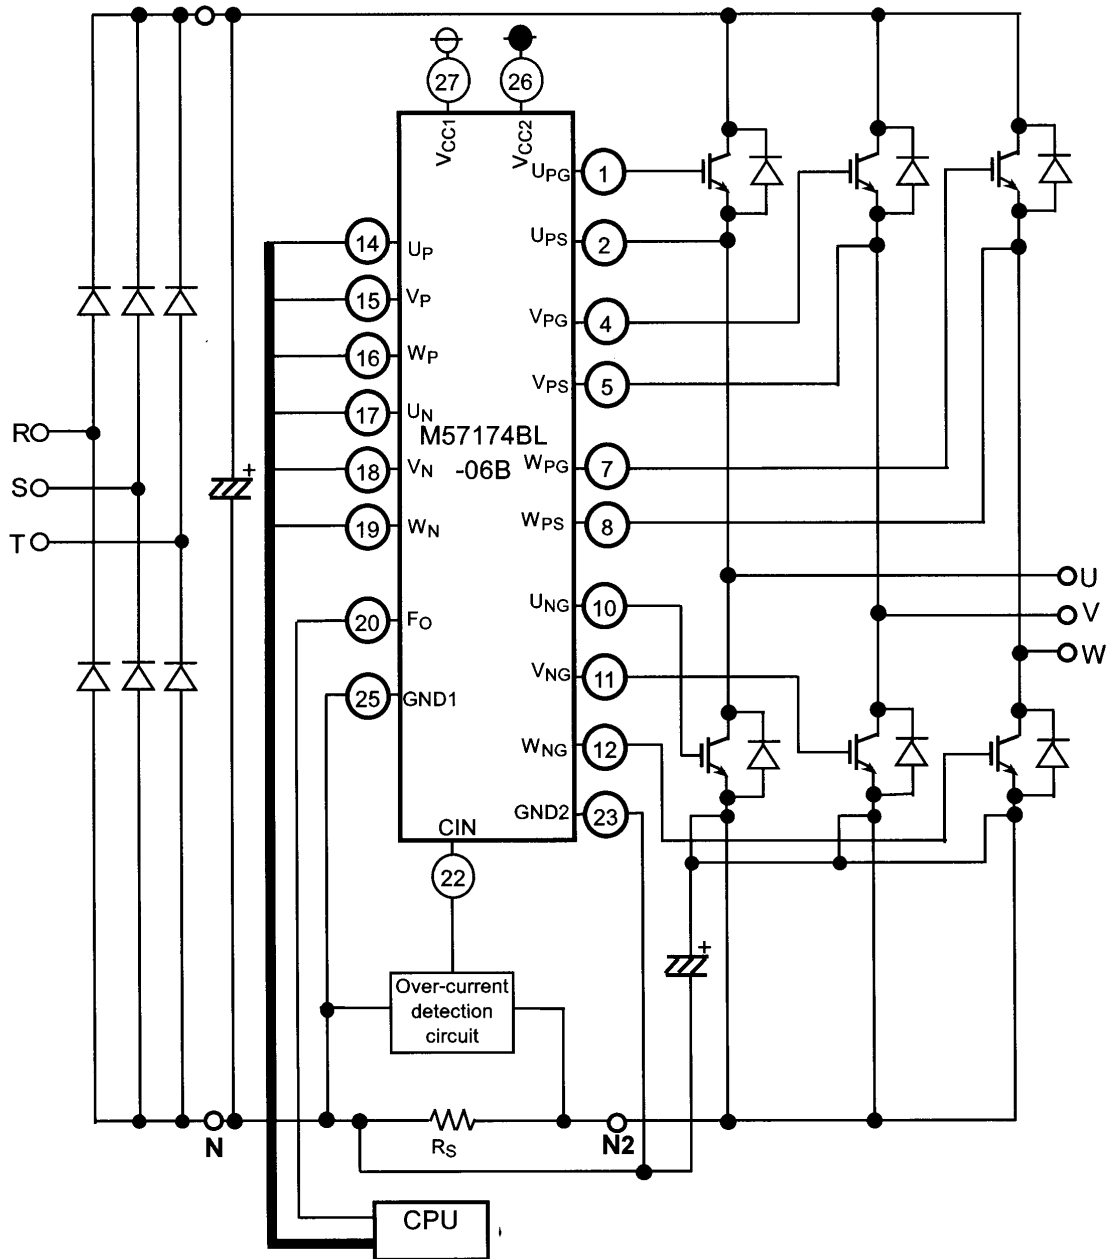 27
26
VCC1
VCC2
UPG
1
14
UP
UPS
2
15
VP
VPG
4
16
WP
VPS
5
17
UN
R
M57174BL
-06B
18
VN
WPG
7
+
S
19
WN
WPS
8
T
U
20
FO
UNG
10
V
W
25
GND1
VNG
11
WNG
12
GND2
23
CIN
22
+
Over-current
detection
circuit
N
RS
N2
CPU